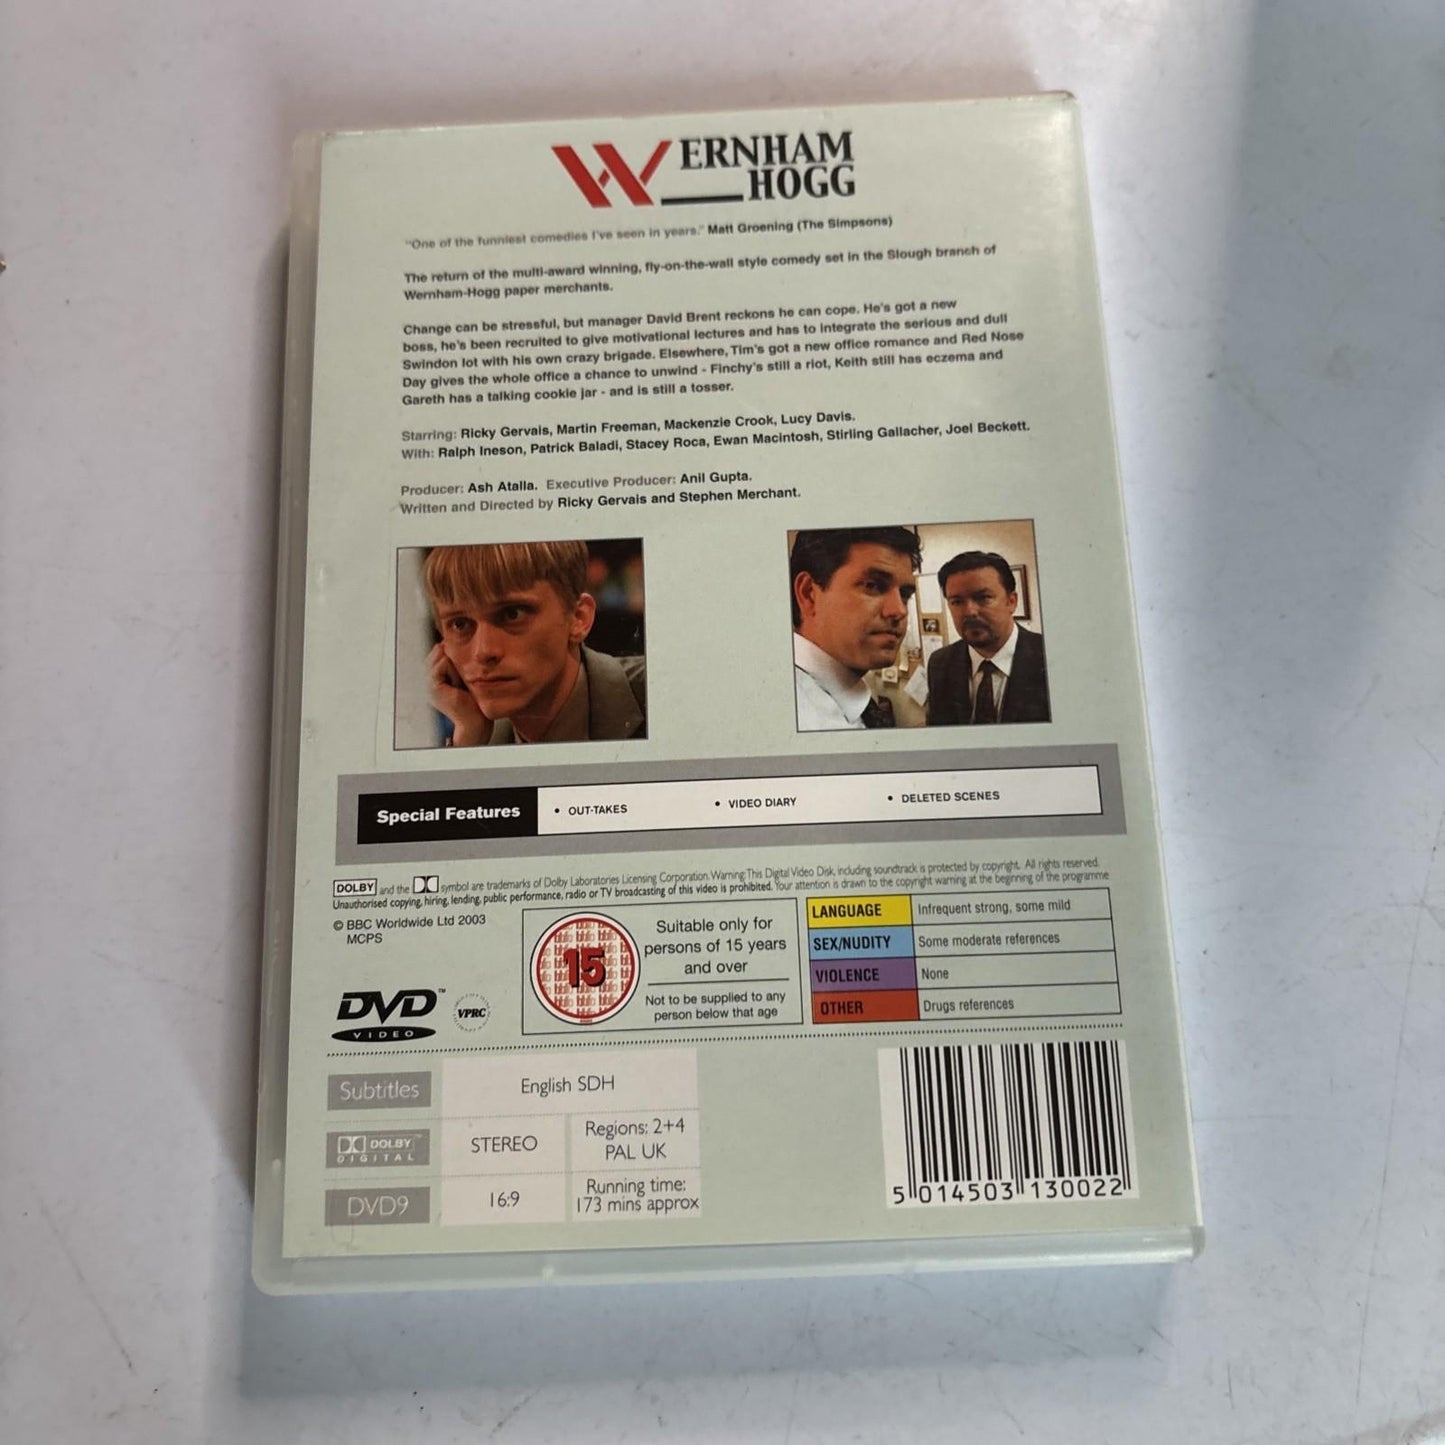 WERNHAM
HOGG
"One of the funniest comedies I've seen in years." Matt Groening (The Simpsons)
The return of the multi-award winning, fly-on-the-wall style comedy set in the Slough branch of
Wernham-Hogg paper merchants.
Change can be stressful, but manager David Brent reckons he can cope. He's got a new
boss, he's been recruited to give motivational lectures and has to integrate the serious and dull
Swindon lot with his own crazy brigade. Elsewhere, Tim's got a new office romance and Red Nose
Day gives the whole office a chance to unwind - Finchy's still a riot, Keith still has eczema and
Gareth has a talking cookie jar - and is still a tosser.
Starring: Ricky Gervais, Martin Freeman, Mackenzie Crook, Lucy Davis.
With: Ralph Ineson, Patrick Baladi, Stacey Roca, Ewan Macintosh, Stirling Gallacher, Joel Beckett.
Producer: Ash Atalla. Executive Producer: Anil Gupta.
Written and Directed by Ricky Gervais and Stephen Merchant.
Special Features
• OUT-TAKES • VIDEO DIARY • DELETED SCENES
DOLBY and the symbol are trademarks of Dolby Laboratories Licensing Corporation. Warning: This Digital Video Disk, including soundtrack is protected by copyright. All rights reserved.
Unauthorised copying, hiring, lending, public performance, radio or TV broadcasting of this video is prohibited. Your attention is drawn to the copyright warning at the beginning of the programme
© BBC Worldwide Ltd 2003
MCPS
DVD™
VIDEO
VPRC
15
Suitable only for
persons of 15 years
and over
Not to be supplied to any
person below that age
LANGUAGE Infrequent strong, some mild
SEX/NUDITY Some moderate references
VIOLENCE None
OTHER Drugs references
Subtitles English SDH
DOLBY
DIGITAL
STEREO
Regions: 2+4
PAL UK
DVD9
16:9
Running time:
173 mins approx
5 014503 130022